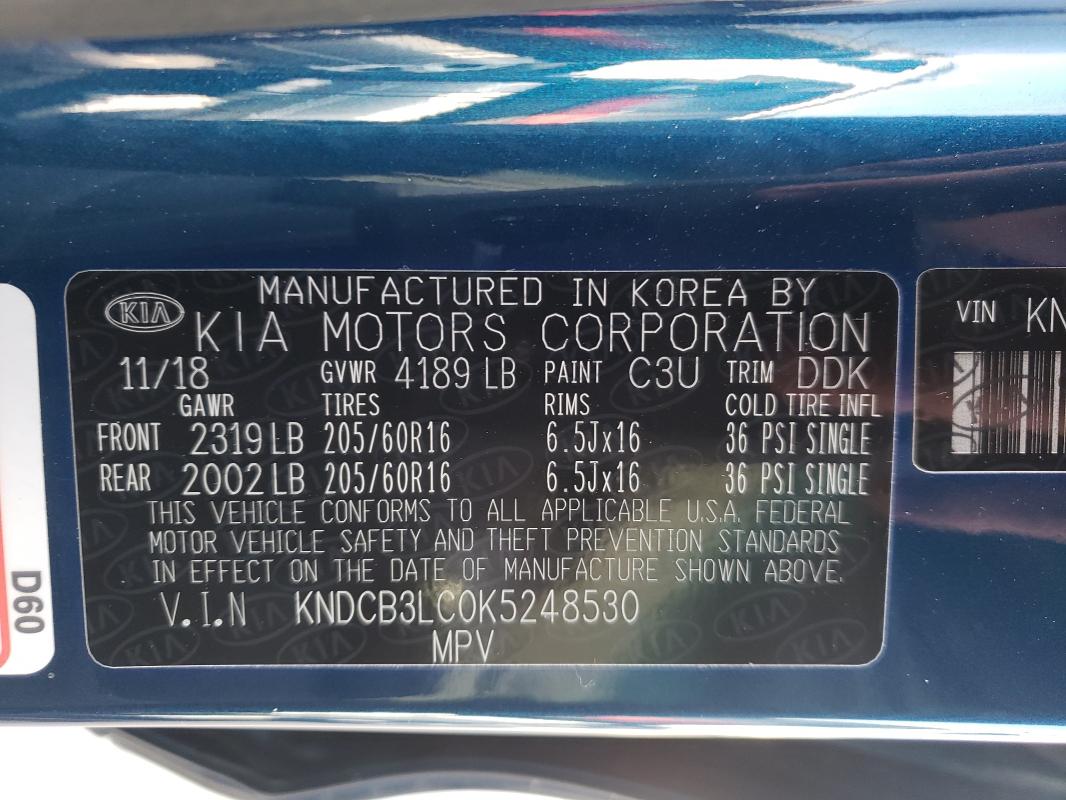 MANUFACTURED IN KOREA BY
KIA
KIA MOTORS CORPORATION
11/18 GVWR 4189 LB PAINT C3U TRIM DDK
GAWR TIRES RIMS COLD TIRE INFL
FRONT 2319 LB 205/60R16 6.5Jx16 36 PSI SINGLE
REAR 2002 LB 205/60R16 6.5Jx16 36 PSI SINGLE
THIS VEHICLE CONFORMS TO ALL APPLICABLE U.S.A. FEDERAL
MOTOR VEHICLE SAFETY AND THEFT PREVENTION STANDARDS
IN EFFECT ON THE DATE OF MANUFACTURE SHOWN ABOVE.
V.I.N KNDCB3LC0K5248530
MPV
VIN KN
D60